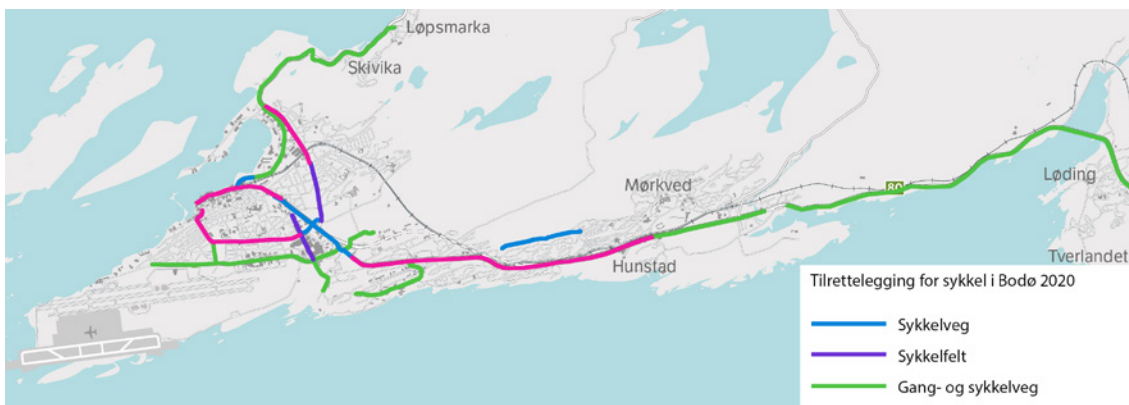 Løpsmarka
Skivika
Mørkved
80
Løding
Hunstad
Tverlandet
Tilrettelegging for sykkel i Bodø 2020
Sykkelveg
Sykkelfelt
Gang- og sykkelveg